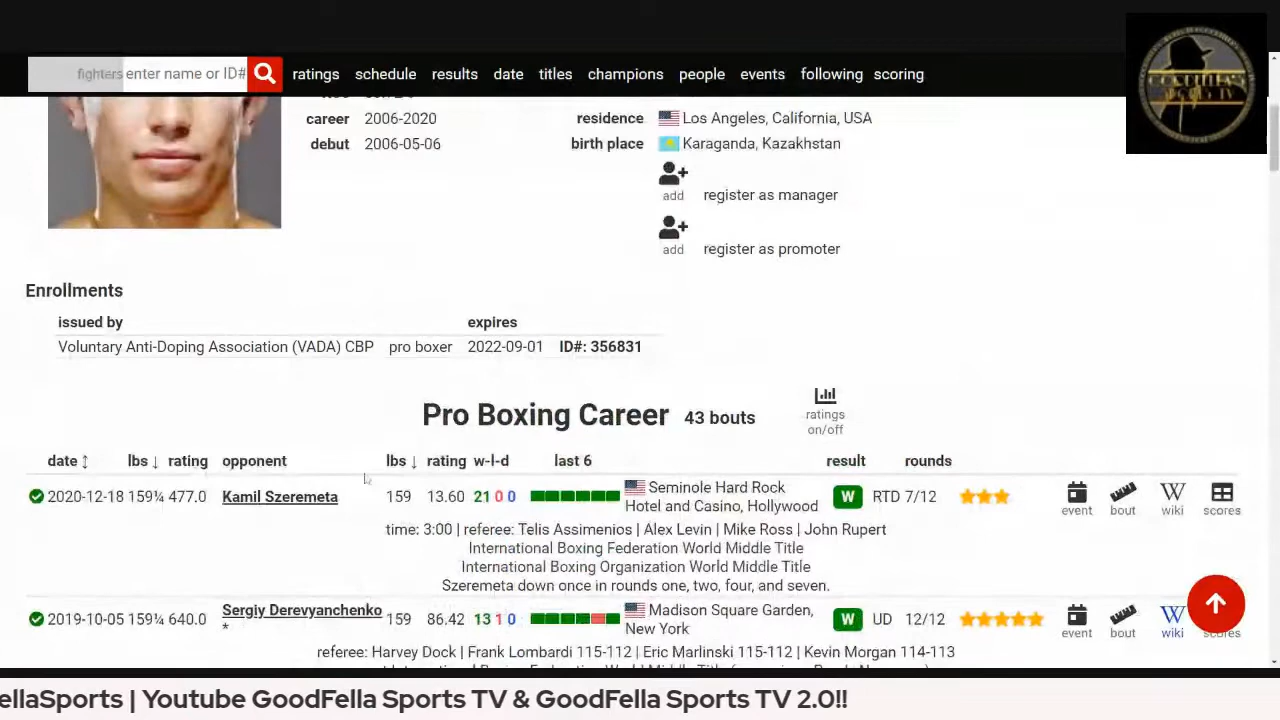 fighters enter name or ID#
ratings schedule results date titles champions people events following scoring
GOODFELLA'S
SPORTS TV
career 2006-2020 residence Los Angeles, California, USA
debut 2006-05-06 birth place Karaganda, Kazakhstan
add register as manager
add register as promoter
Enrollments
issued by expires
Voluntary Anti-Doping Association (VADA) CBP pro boxer 2022-09-01 ID#: 356831
Pro Boxing Career 43 bouts
ratings
on/off
date ↕ lbs ↓ rating opponent lbs ↓ rating w-l-d last 6 result rounds
2020-12-18 159¼ 477.0 Kamil Szeremeta 159 13.60 21 0 0 Seminole Hard Rock
Hotel and Casino, Hollywood W RTD 7/12 event bout wiki scores
time: 3:00 | referee: Telis Assimenios | Alex Levin | Mike Ross | John Rupert
International Boxing Federation World Middle Title
International Boxing Organization World Middle Title
Szeremeta down once in rounds one, two, four, and seven.
2019-10-05 159¼ 640.0 Sergiy Derevyanchenko
* 159 86.42 13 1 0 Madison Square Garden,
New York W UD 12/12 event bout wiki scores
referee: Harvey Dock | Frank Lombardi 115-112 | Eric Marlinski 115-112 | Kevin Morgan 114-113
ellaSports | Youtube GoodFella Sports TV & GoodFella Sports TV 2.0!!